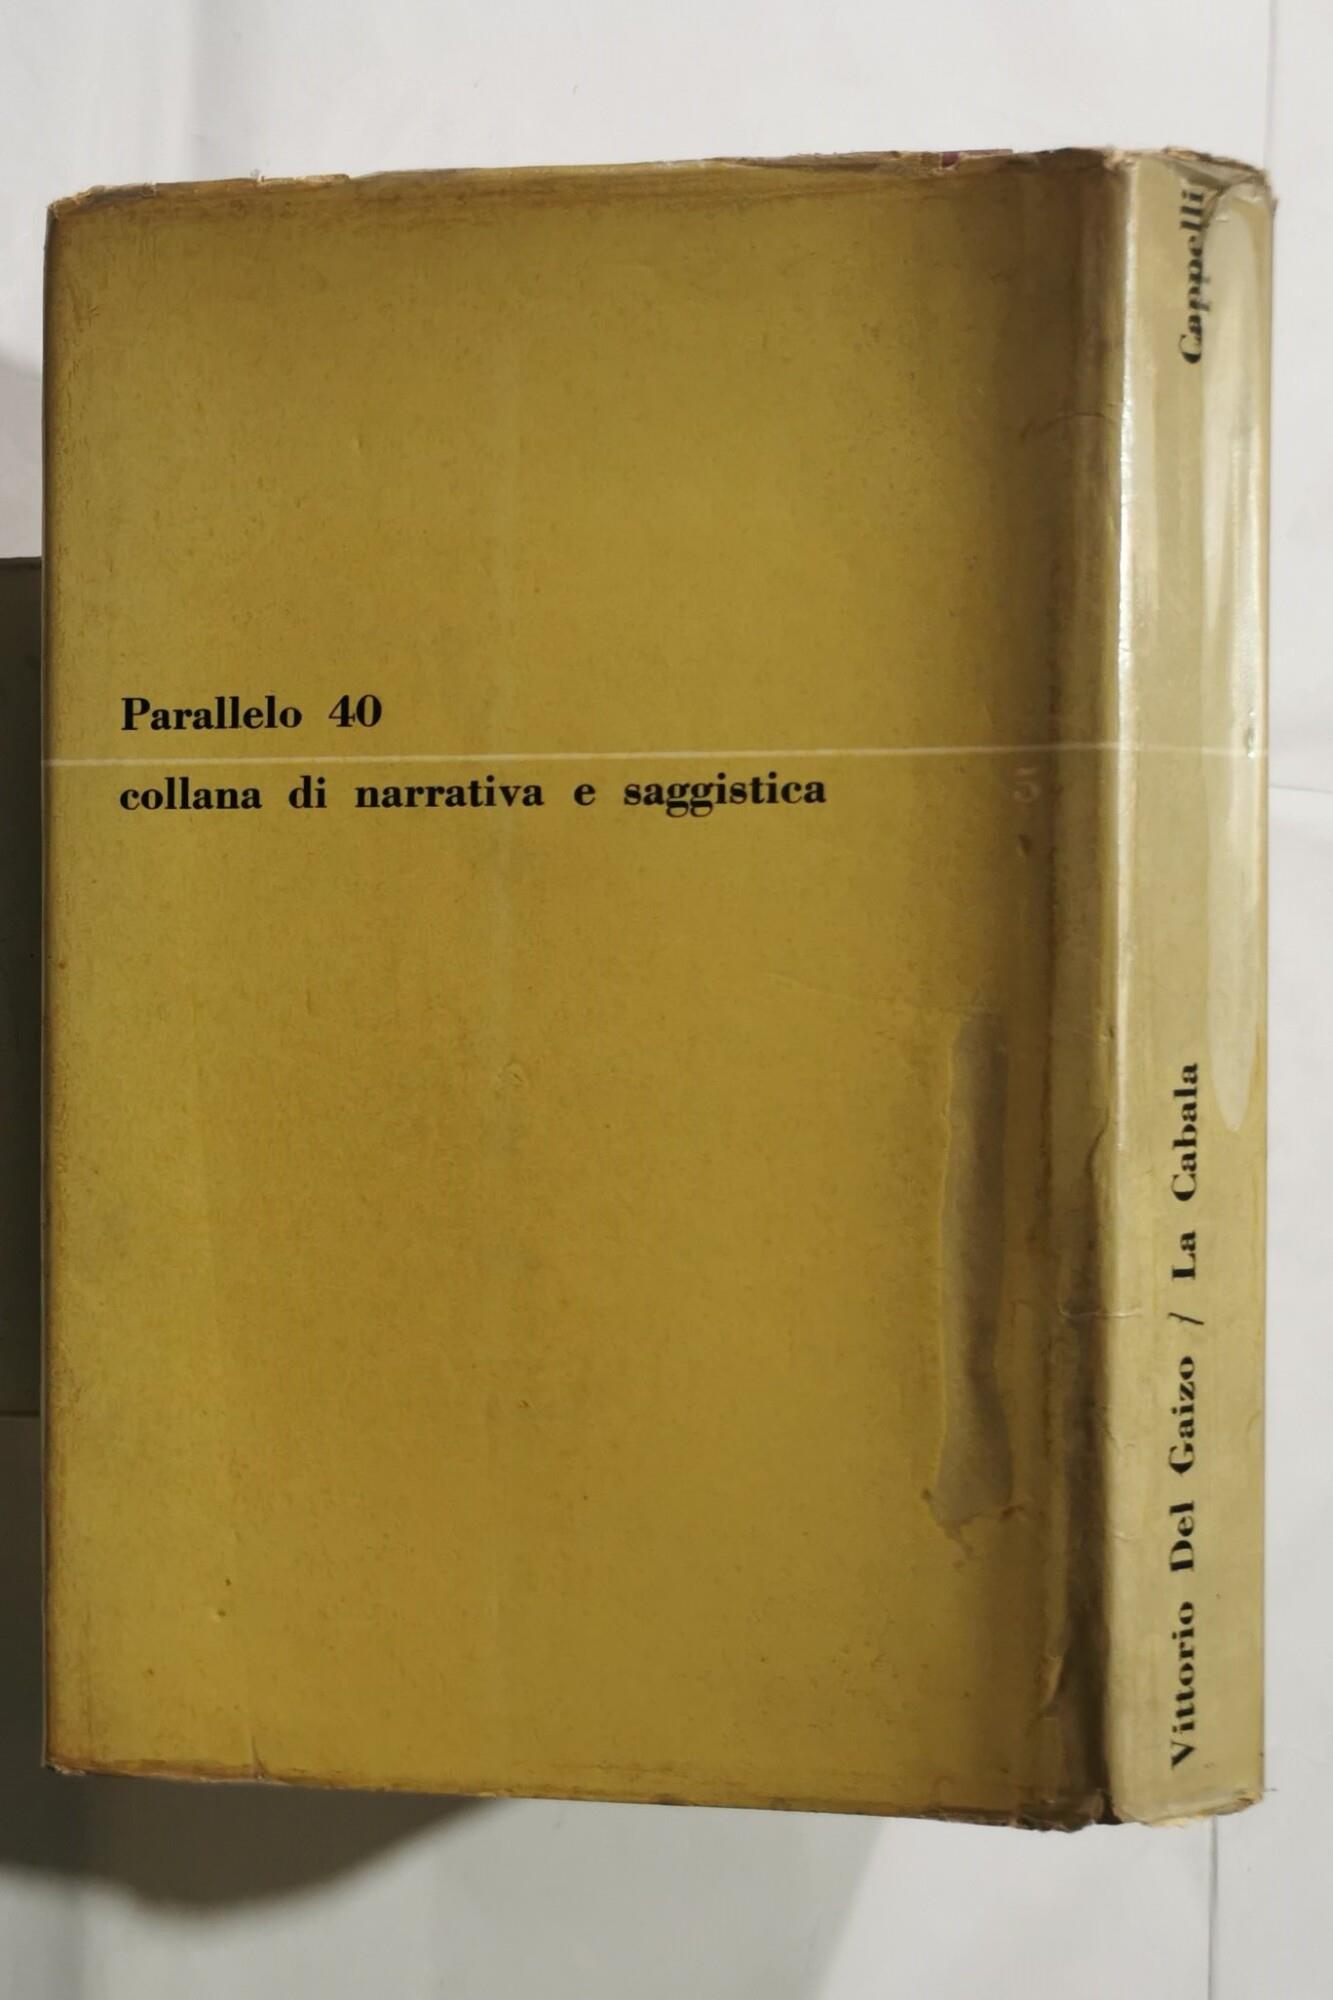 Parallelo 40
collana di narrativa e saggistica
5
Vittorio Del Gaizo / La Cabala
Cappelli